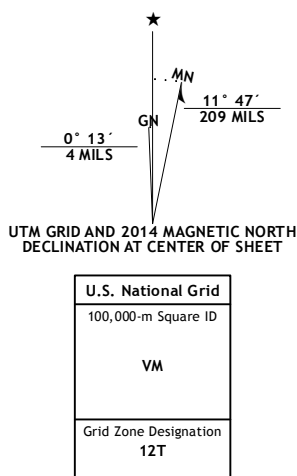 ★
MN
GN
11° 47´
209 MILS
0° 13´
4 MILS
UTM GRID AND 2014 MAGNETIC NORTH
DECLINATION AT CENTER OF SHEET
U.S. National Grid
100,000-m Square ID
VM
Grid Zone Designation
12T